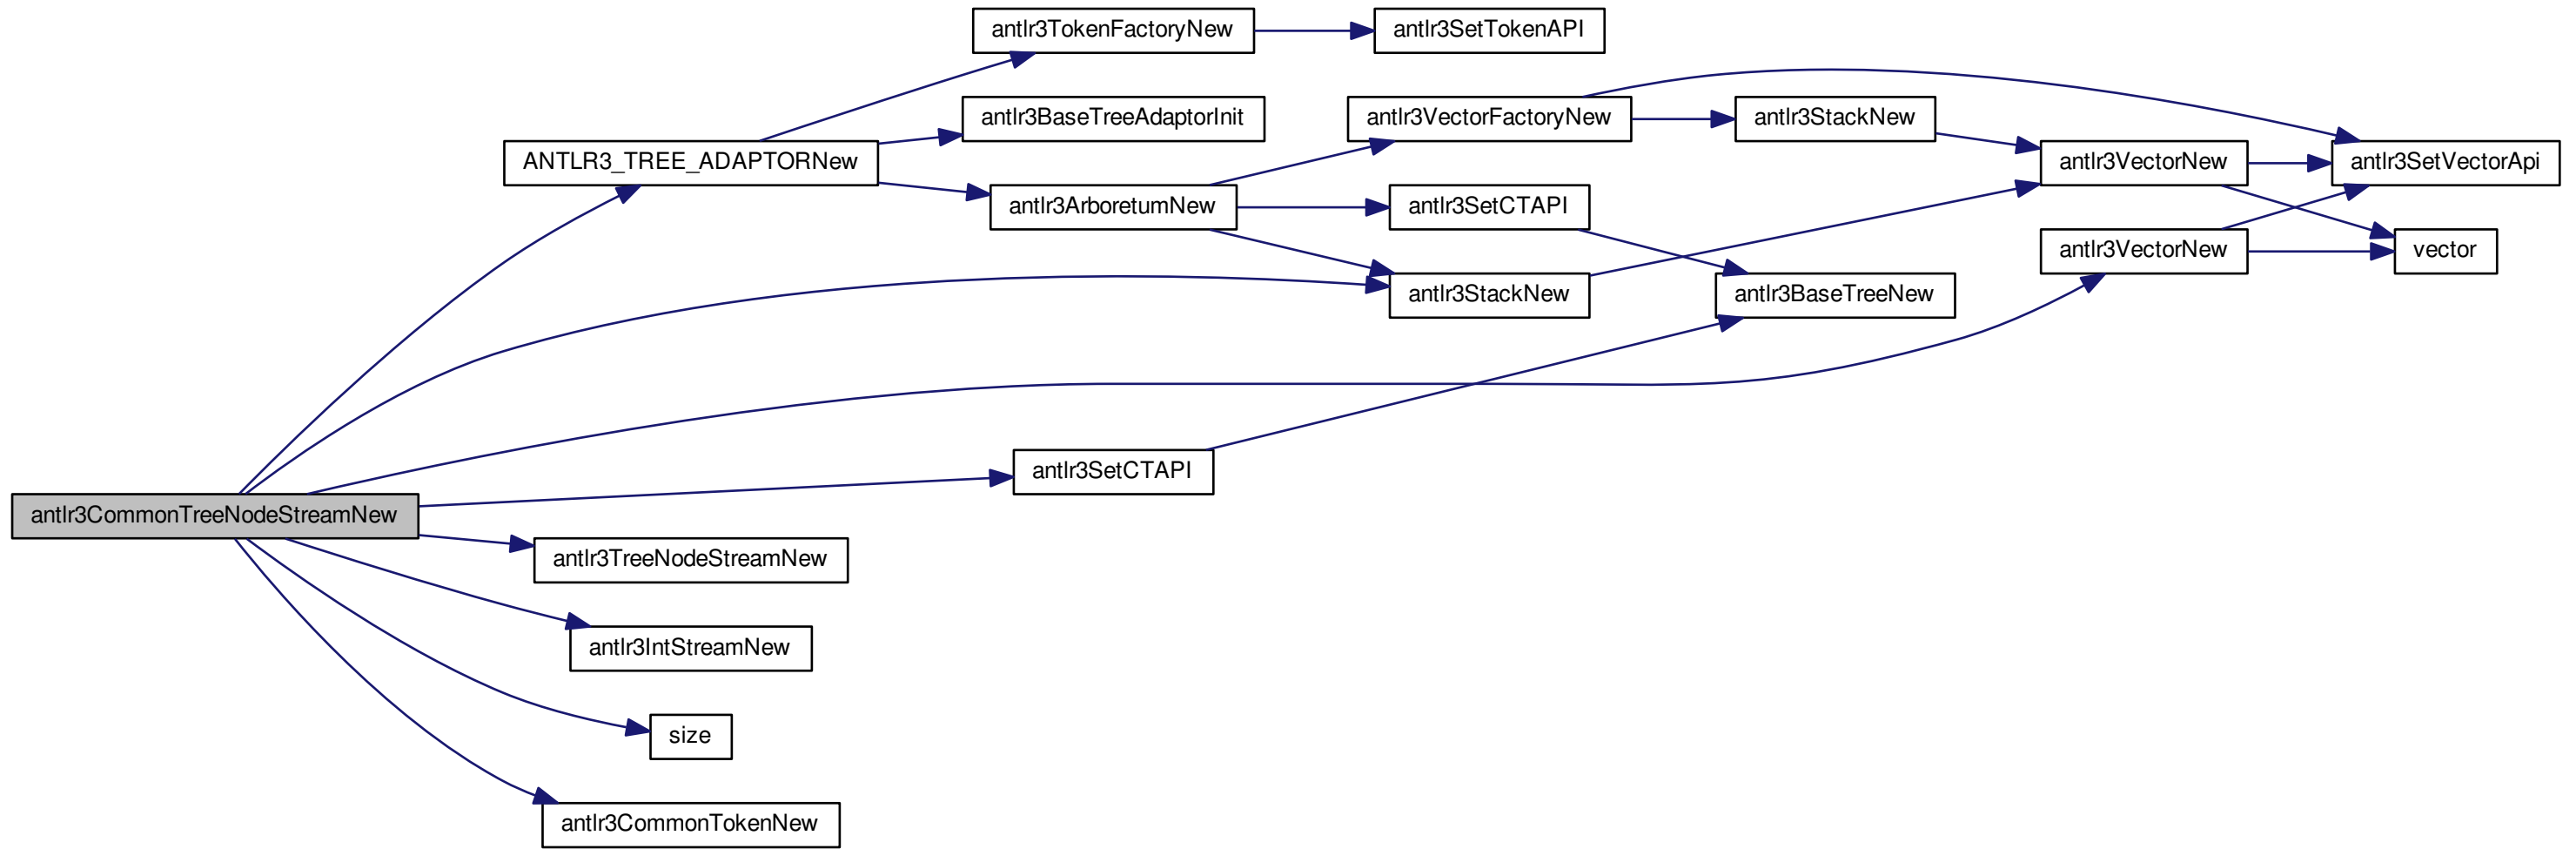 antlr3TokenFactoryNew
antlr3SetTokenAPI
antlr3BaseTreeAdaptorInit
antlr3VectorFactoryNew
antlr3StackNew
ANTLR3_TREE_ADAPTORNew
antlr3VectorNew
antlr3SetVectorApi
antlr3ArboretumNew
antlr3SetCTAPI
antlr3VectorNew
vector
antlr3StackNew
antlr3BaseTreeNew
antlr3SetCTAPI
antlr3CommonTreeNodeStreamNew
antlr3TreeNodeStreamNew
antlr3IntStreamNew
size
antlr3CommonTokenNew